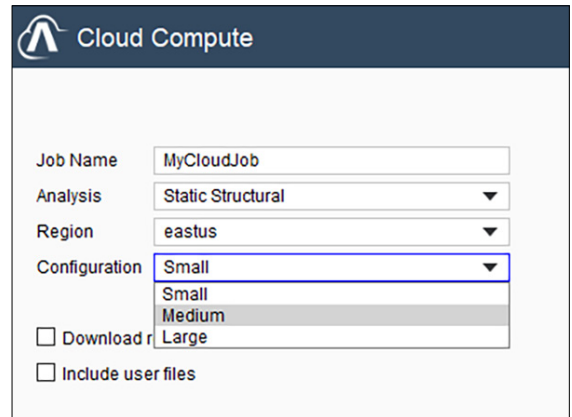 Cloud Compute
Job Name MyCloudJob
Analysis Static Structural
Region eastus
Configuration Small
Small
Medium
Download r Large
Include user files